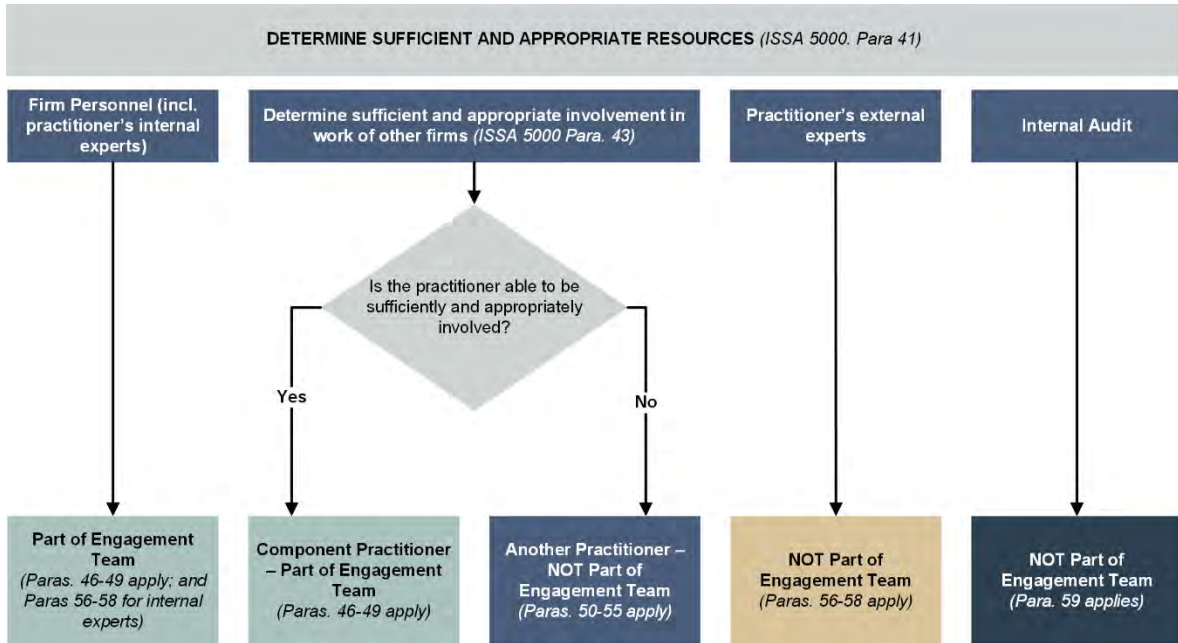 DETERMINE SUFFICIENT AND APPROPRIATE RESOURCES (ISSA 5000. Para 41)
Firm Personnel (incl.
practitioner's internal
experts)
Determine sufficient and appropriate involvement in
work of other firms (ISSA 5000 Para. 43)
Practitioner's external
experts
Internal Audit
Is the practitioner able to be
sufficiently and appropriately
involved?
Yes
No
Part of Engagement
Team
(Paras. 46-49 apply; and
Paras 56-58 for internal
experts)
Component Practitioner
– Part of Engagement
Team
(Paras. 46-49 apply)
Another Practitioner –
NOT Part of
Engagement Team
(Paras. 50-55 apply)
NOT Part of
Engagement Team
(Paras. 56-58 apply)
NOT Part of
Engagement Team
(Para. 59 applies)